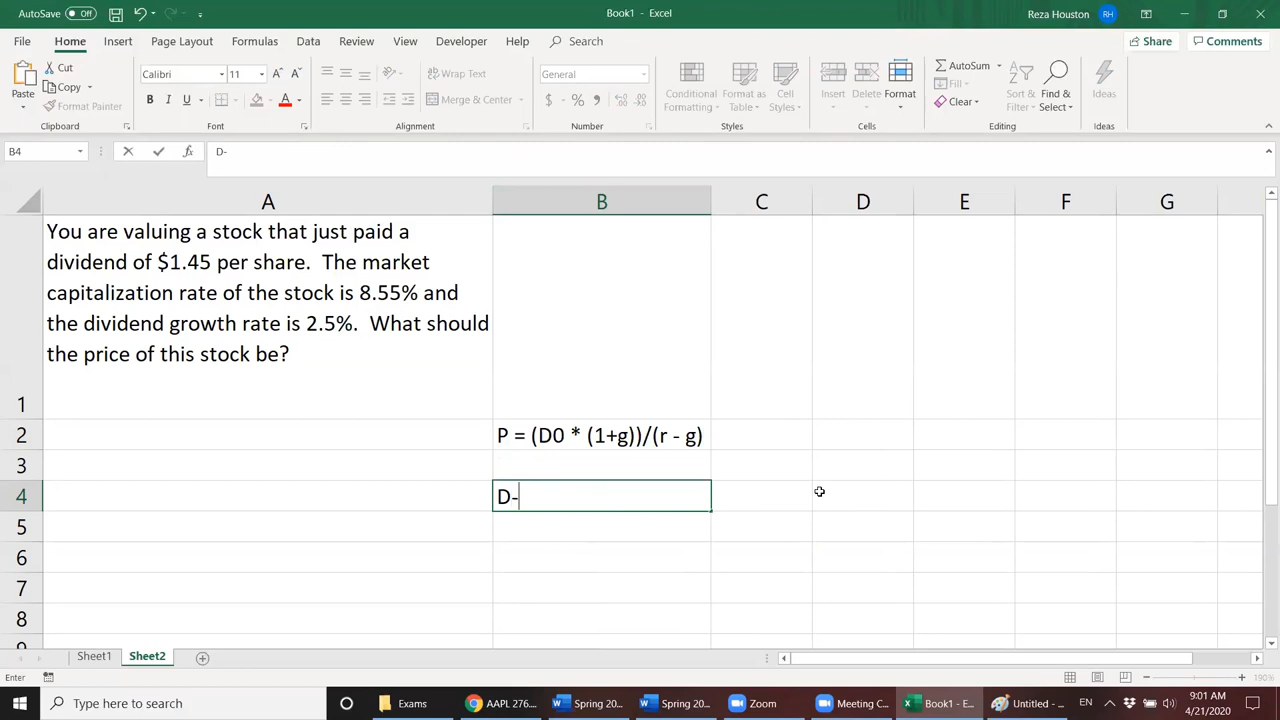 AutoSave Off
Book1 - Excel
Reza Houston RH
File Home Insert Page Layout Formulas Data Review View Developer Help Search
Share Comments
Paste
Cut
Copy
Format Painter
Clipboard
Calibri 11
B I U
Font
Wrap Text
Merge & Center
Alignment
General
$ % 9
Number
Conditional Formatting
Format as Table
Cell Styles
Styles
Insert Delete Format
Cells
AutoSum
Fill
Clear
Sort & Filter
Find & Select
Editing
Ideas
Ideas
B4 fx D-
A B C D E F G
You are valuing a stock that just paid a
dividend of $1.45 per share. The market
capitalization rate of the stock is 8.55% and
the dividend growth rate is 2.5%. What should
the price of this stock be?
1
2 P = (D0 * (1+g))/(r - g)
3
4 D-
5
6
7
8
9
Sheet1 Sheet2
Enter
190%
Type here to search
Exams
AAPL 276...
Spring 20...
Spring 20...
Zoom
Meeting C...
Book1 - E...
Untitled - ...
EN
9:01 AM
4/21/2020